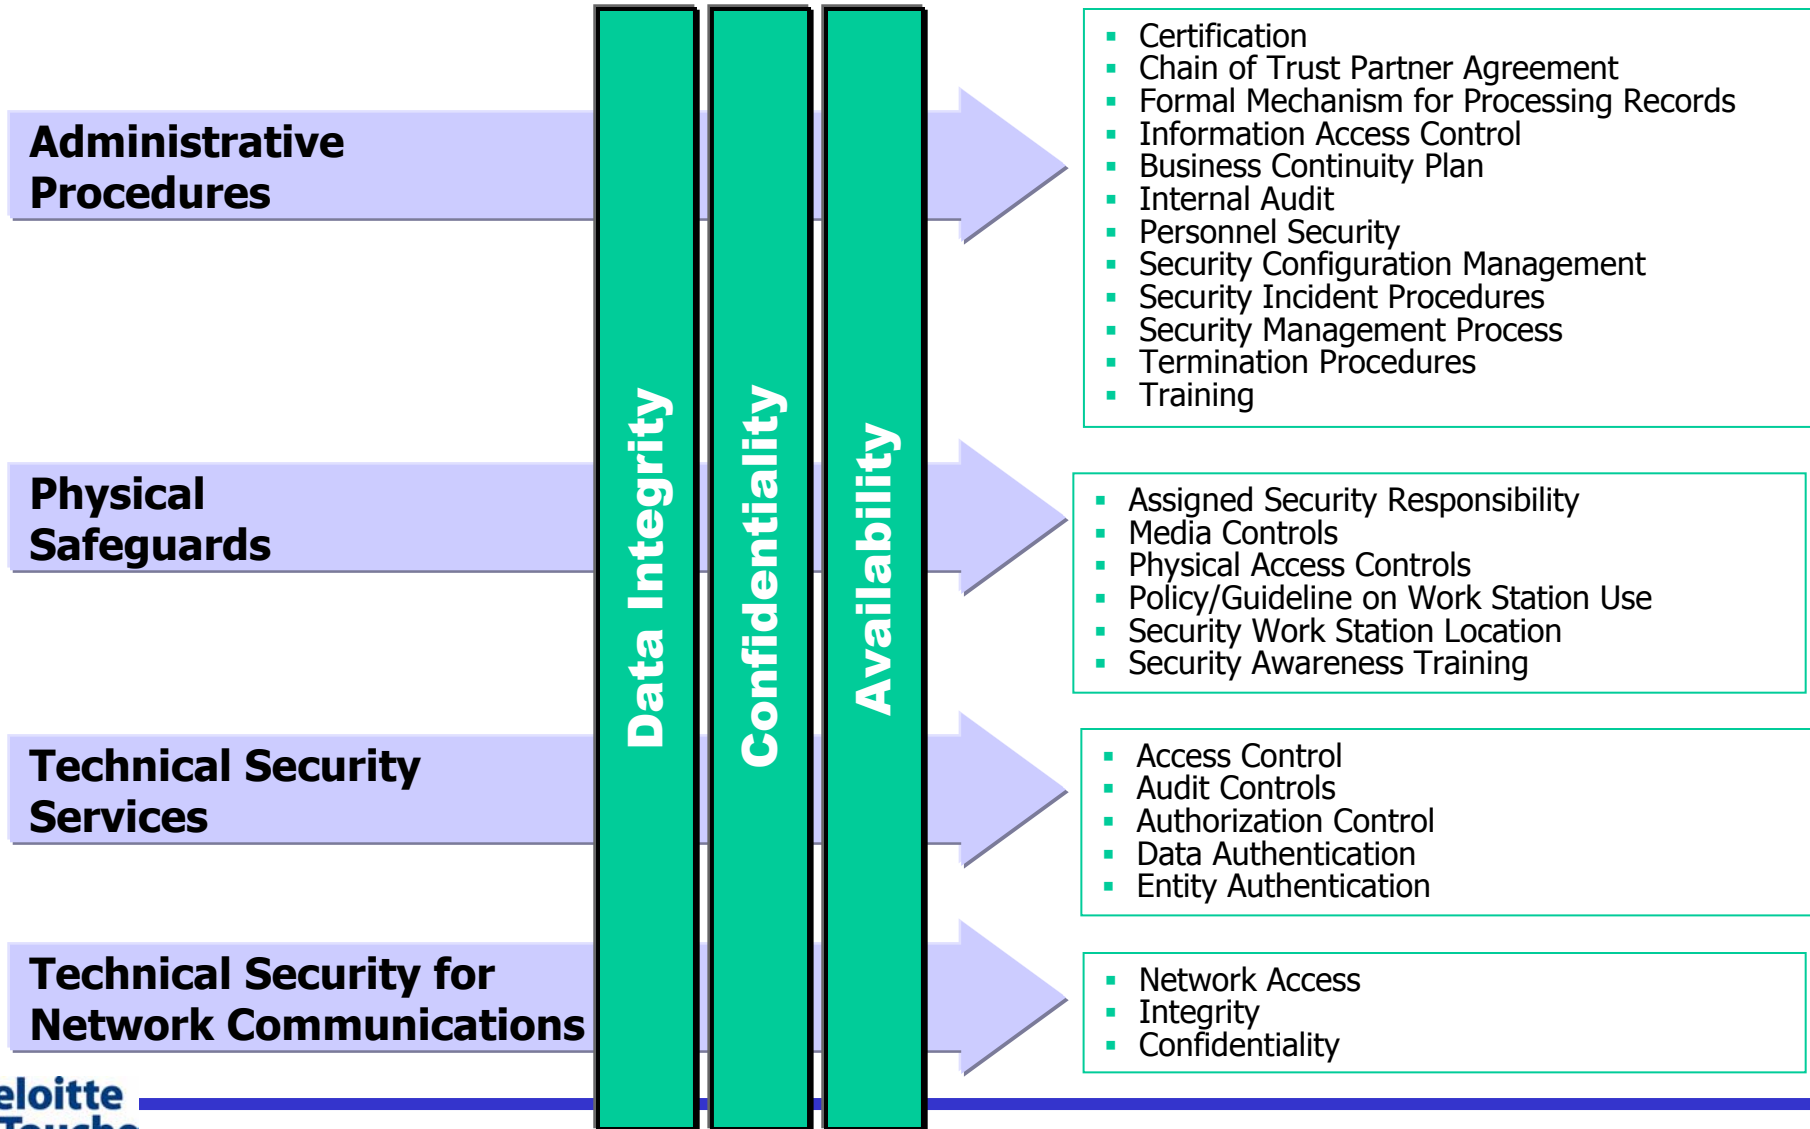 Administrative
Procedures
Certification
Chain of Trust Partner Agreement
Formal Mechanism for Processing Records
Information Access Control
Business Continuity Plan
Internal Audit
Personnel Security
Security Configuration Management
Security Incident Procedures
Security Management Process
Termination Procedures
Training
Data Integrity
Confidentiality
Availability
Physical
Safeguards
Assigned Security Responsibility
Media Controls
Physical Access Controls
Policy/Guideline on Work Station Use
Security Work Station Location
Security Awareness Training
Technical Security
Services
Access Control
Audit Controls
Authorization Control
Data Authentication
Entity Authentication
Technical Security for
Network Communications
Network Access
Integrity
Confidentiality
eloitte